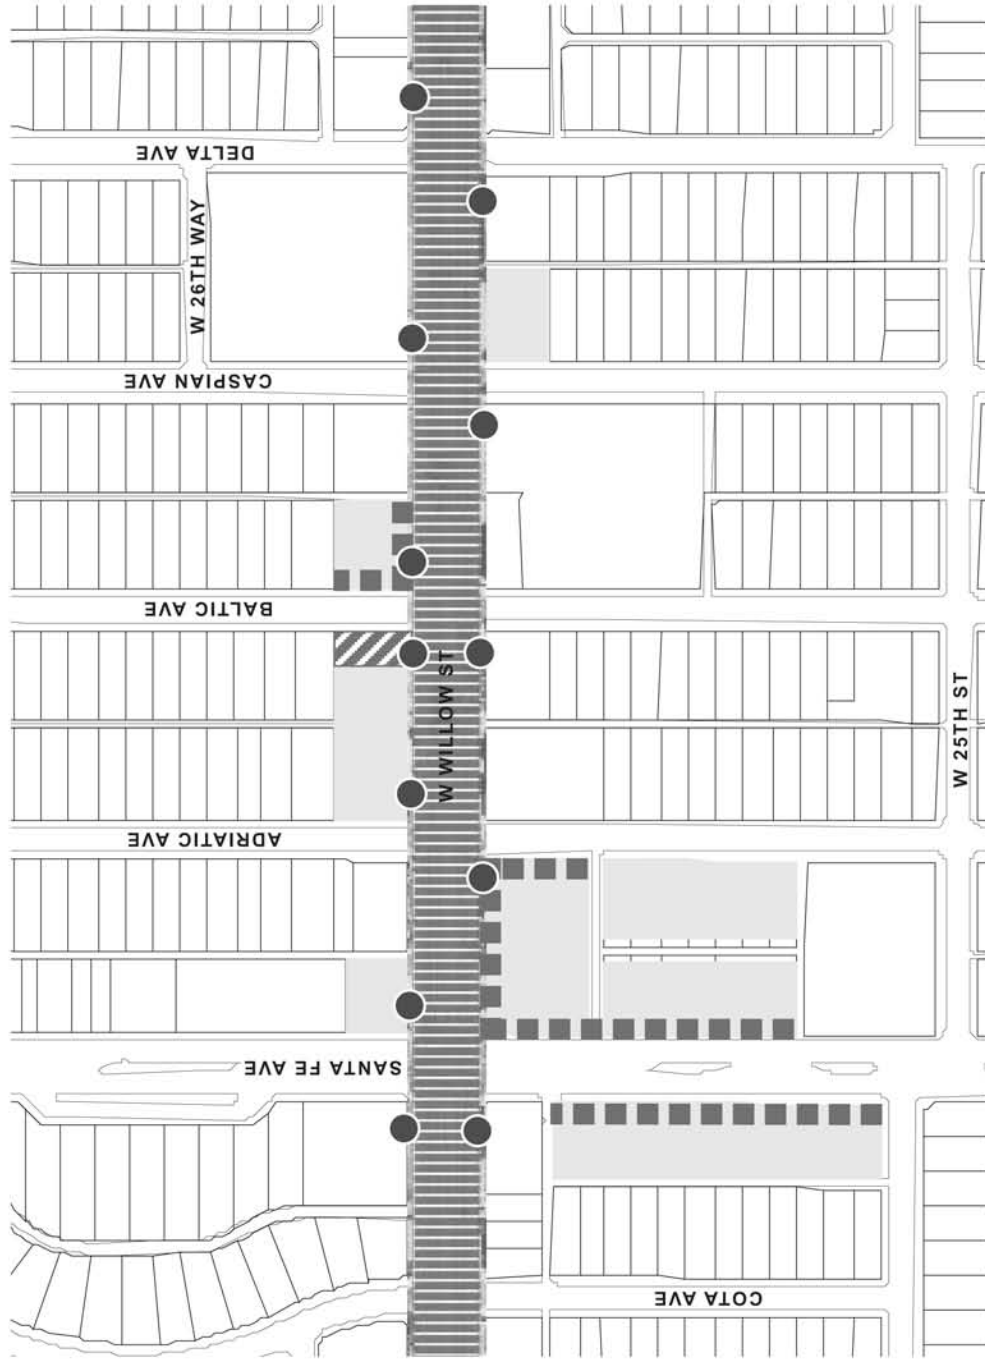 DELTA AVE
W 26TH WAY
CASPIAN AVE
BALTIC AVE
W WILLOW ST
W 25TH ST
ADRIATIC AVE
SANTA FE AVE
COTA AVE